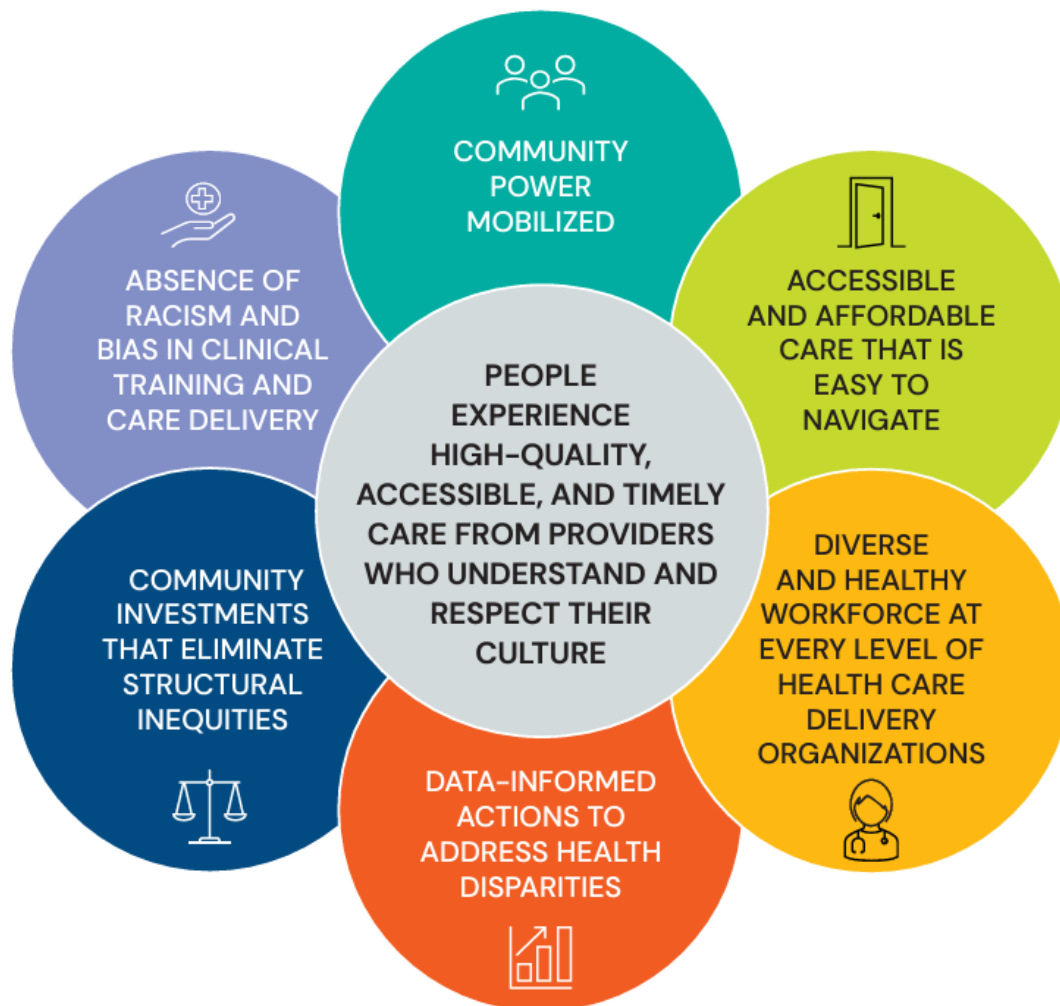 COMMUNITY
POWER
MOBILIZED
ACCESSIBLE
AND AFFORDABLE
CARE THAT IS
EASY TO
NAVIGATE
DIVERSE
AND HEALTHY
WORKFORCE AT
EVERY LEVEL OF
HEALTH CARE
DELIVERY
ORGANIZATIONS
DATA-INFORMED
ACTIONS TO
ADDRESS HEALTH
DISPARITIES
COMMUNITY
INVESTMENTS
THAT ELIMINATE
STRUCTURAL
INEQUITIES
ABSENCE OF
RACISM AND
BIAS IN CLINICAL
TRAINING AND
CARE DELIVERY
PEOPLE
EXPERIENCE
HIGH-QUALITY,
ACCESSIBLE, AND TIMELY
CARE FROM PROVIDERS
WHO UNDERSTAND AND
RESPECT THEIR
CULTURE